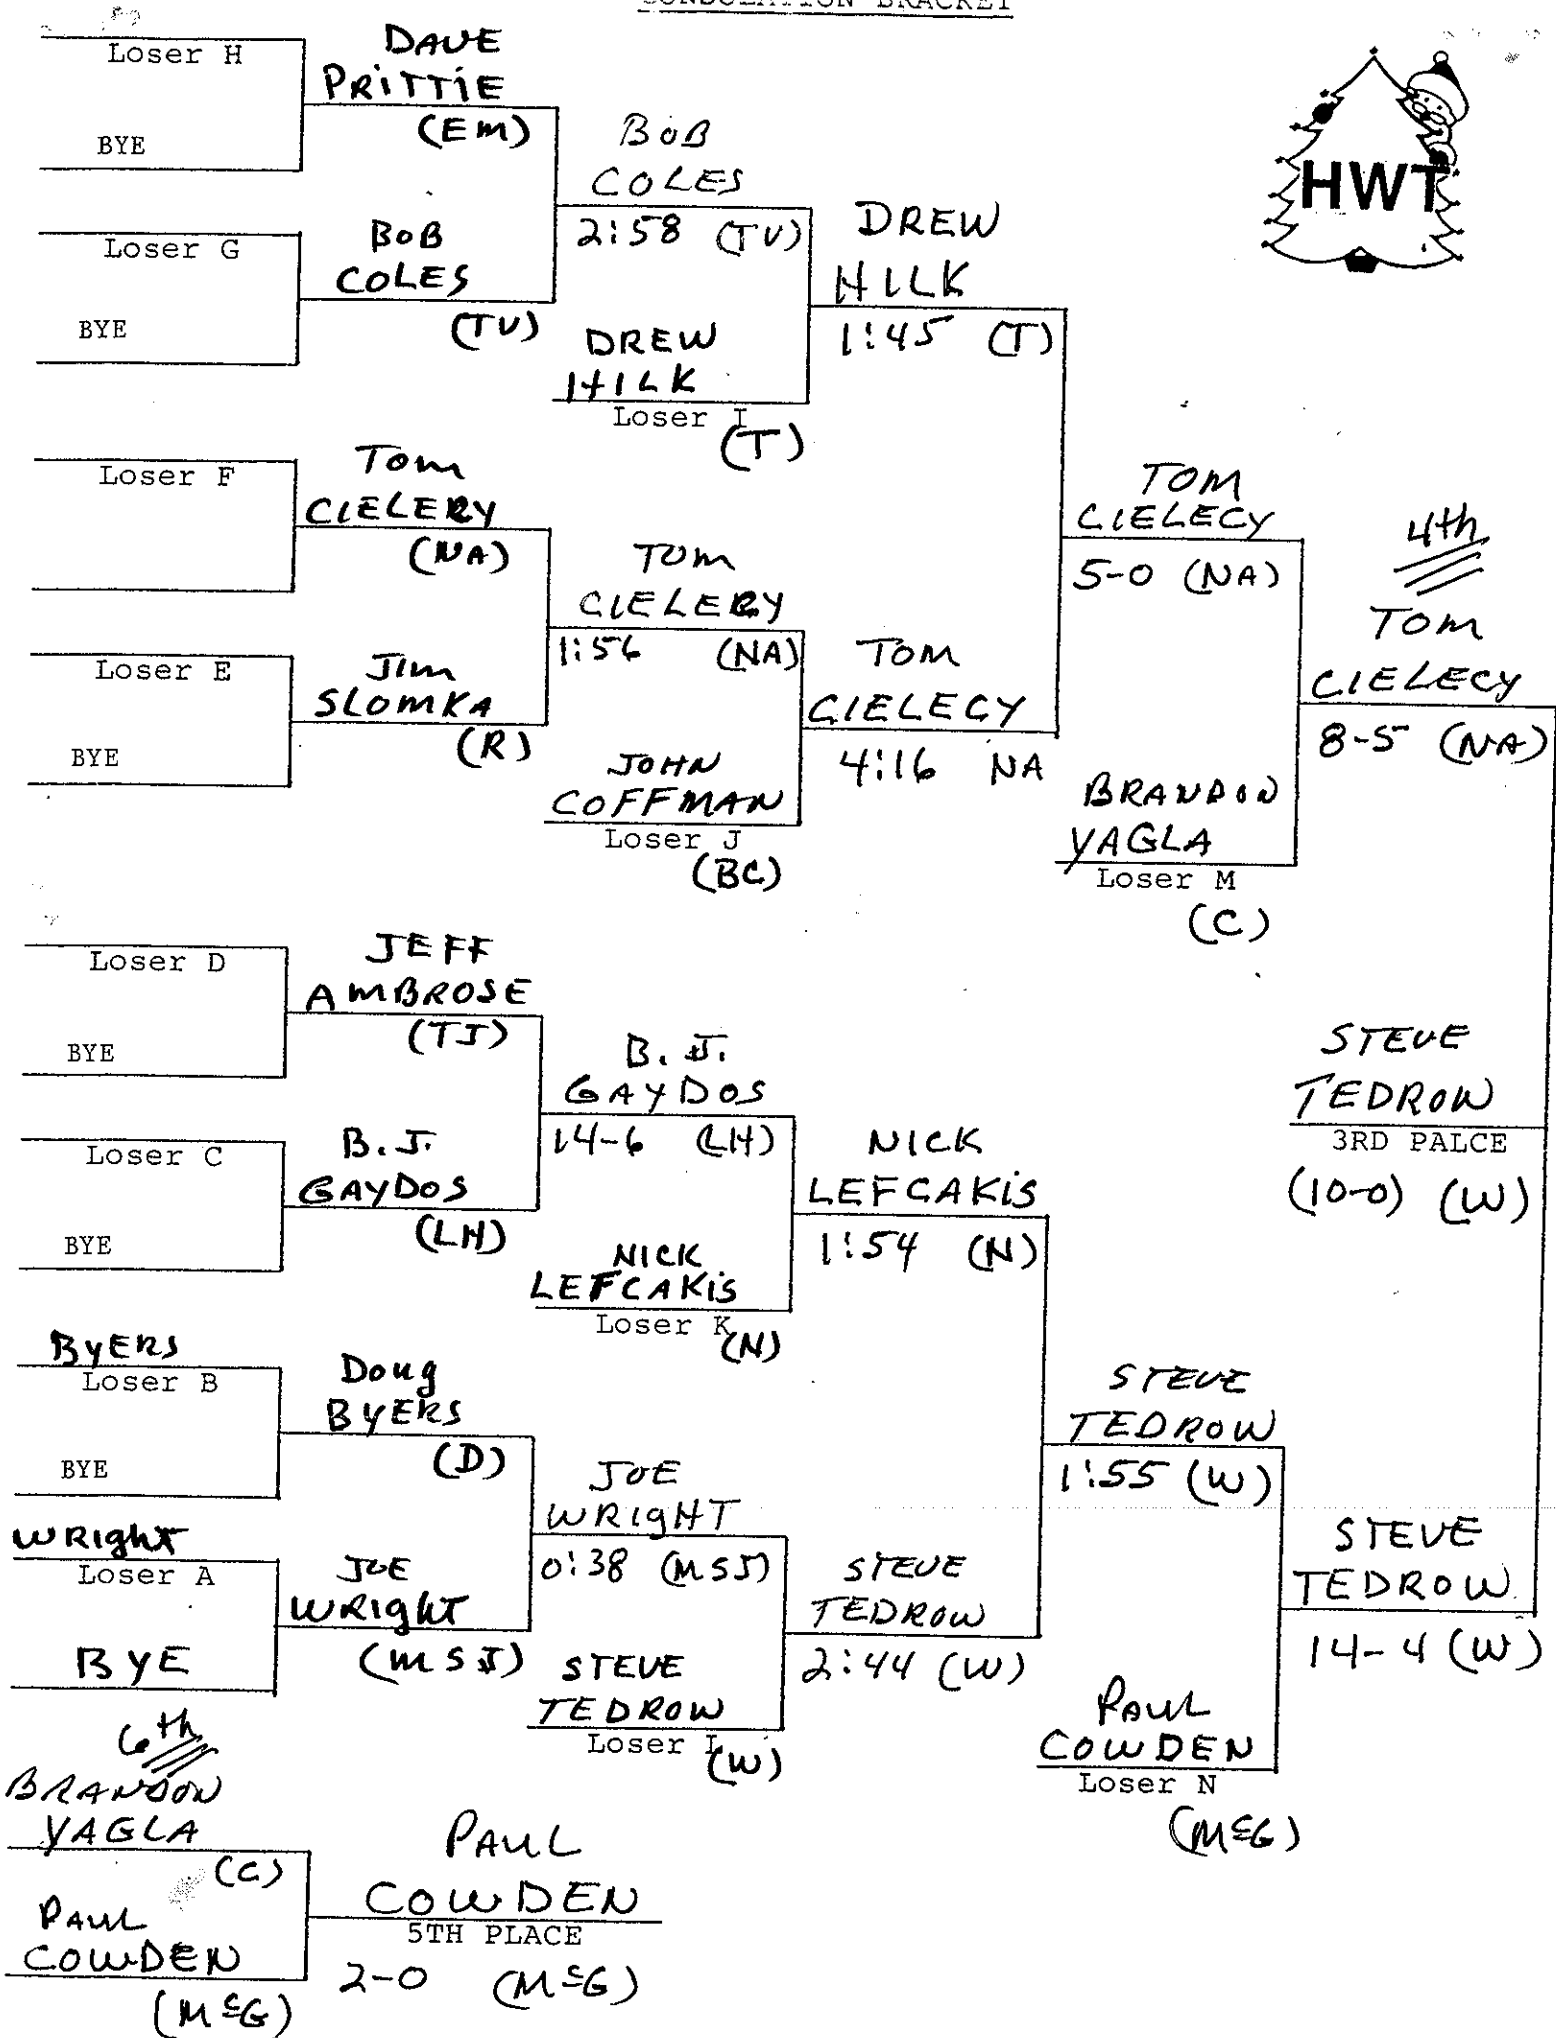 CONSOLATION BRACKET
HWT
Loser H
BYE
DAVE
PRITTIE
(EM)
Loser G
BYE
BOB
COLES
(TV)
BOB
COLES
2:58 (TV)
DREW
HILK
Loser I
(T)
DREW
HILK
1:45 (T)
Loser F
TOM
CIELERY
(NA)
Loser E
BYE
JIM
SLOMKA
(R)
TOM
CIELERY
1:56 (NA)
JOHN
COFFMAN
Loser J
(BC)
TOM
CIELECY
4:16 NA
TOM
CIELECY
5-0 (NA)
BRANDON
YAGLA
Loser M
(C)
4th
TOM
CIELECY
8-5 (NA)
Loser D
BYE
JEFF
AMBROSE
(TJ)
Loser C
BYE
B.J.
GAYDOS
(LH)
B.J.
GAYDOS
14-6 (LH)
NICK
LEFCAKIS
Loser K
(N)
NICK
LEFCAKIS
1:54 (N)
STEVE
TEDROW
3RD PALCE
(10-0) (W)
BYERS
Loser B
BYE
Doug
BYERS
(D)
WRIGHT
Loser A
BYE
JOE
WRIGHT
(MSJ)
JOE
WRIGHT
0:38 (MSJ)
STEVE
TEDROW
Loser L
(W)
STEVE
TEDROW
2:44 (W)
STEVE
TEDROW
1:55 (W)
PAUL
COWDEN
Loser N
(McG)
STEVE
TEDROW
14-4 (W)
6th
BRANDON
YAGLA
(C)
PAUL
COWDEN
(McG)
PAUL
COWDEN
5TH PLACE
2-0 (McG)